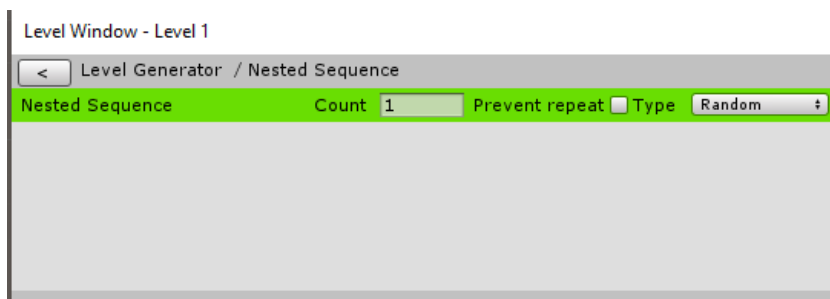 Level Window - Level 1
< Level Generator / Nested Sequence
Nested Sequence Count 1 Prevent repeat Type Random